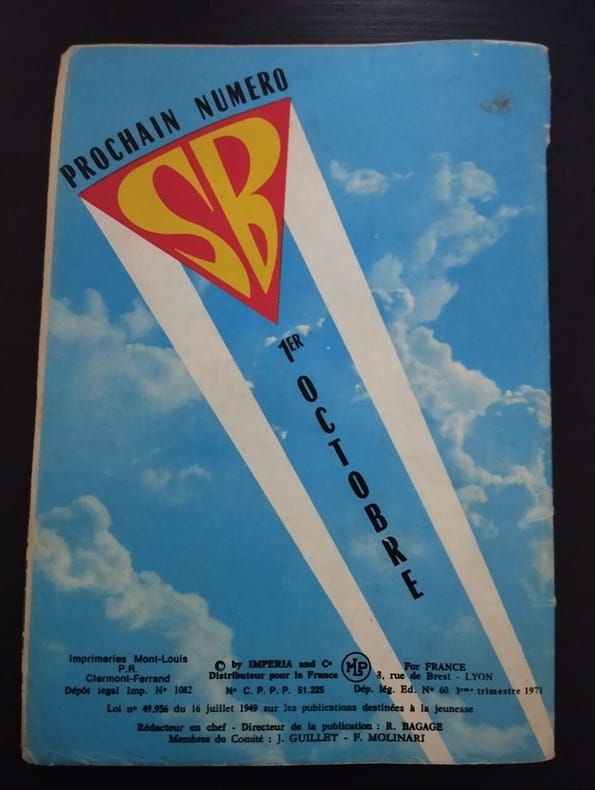 PROCHAIN NUMERO
SB
1ER OCTOBRE
Imprimeries Mont-Louis
P.R.
Clermont-Ferrand
Dépôt légal Imp. N° 1082
© by IMPERIA and C°
Distributeur pour la France
N° C. P. P. P. 51.225
MLP
For FRANCE
8, rue de Brest - LYON
Dép. lég. Ed. N° 60 3me trimestre 1971
Loi n° 49.956 du 16 juillet 1949 sur les publications destinées à la jeunesse
Rédacteur en chef - Directeur de la publication : R. BAGAGE
Membres du Comité : J. GUILLET - F. MOLINARI